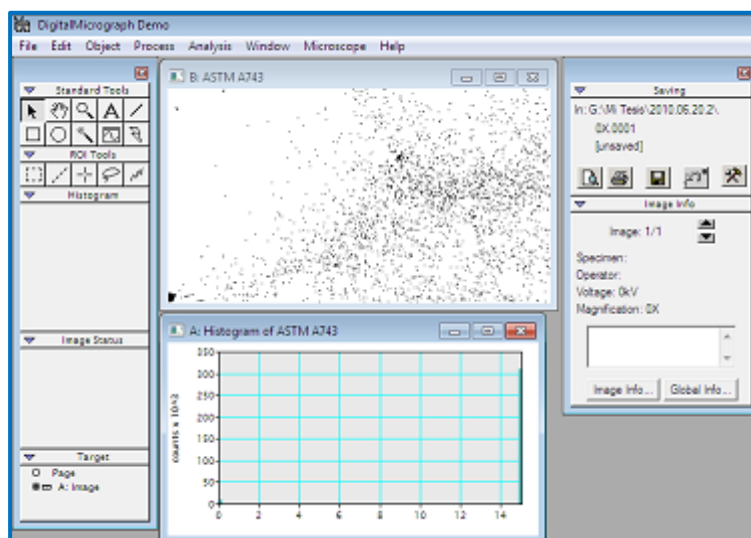 DigitalMicrograph Demo
File Edit Object Process Analysis Window Microscope Help
Standard Tools
A
ROI Tools
Histogram
Image Status
Target
Page
A: Image
B: ASTM A743
A: Histogram of ASTM A743
350
300
250
200
150
100
50
0
counts x 10^3
0 2 4 6 8 10 12 14
Saving
In: G:\Mi Tesis\2010.06.20.2\
0X.0001
[unsaved]
Image Info
Image: 1/1
Specimen:
Operator:
Voltage: 0kV
Magnification: 0X
Image Info... Global Info...